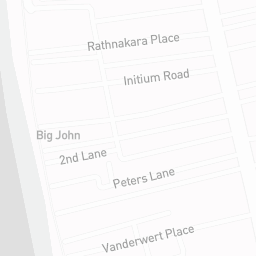 Rathnakara Place
Initium Road
Big John
2nd Lane
Peters Lane
Vanderwert Place